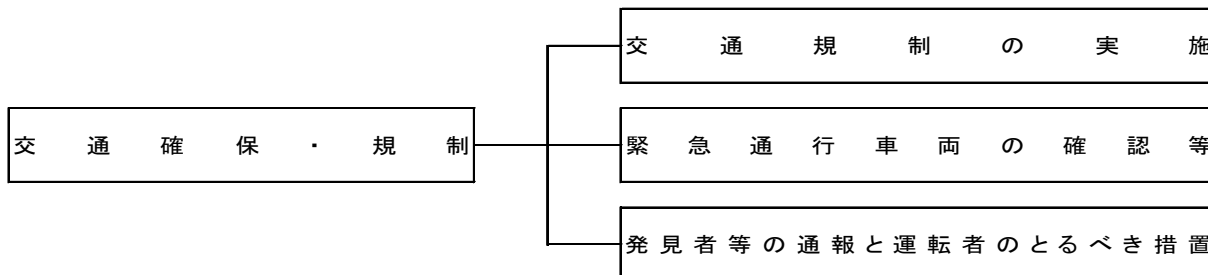 交通規制の実施
交通確保・規制
緊急通行車両の確認等
発見者等の通報と運転者のとるべき措置